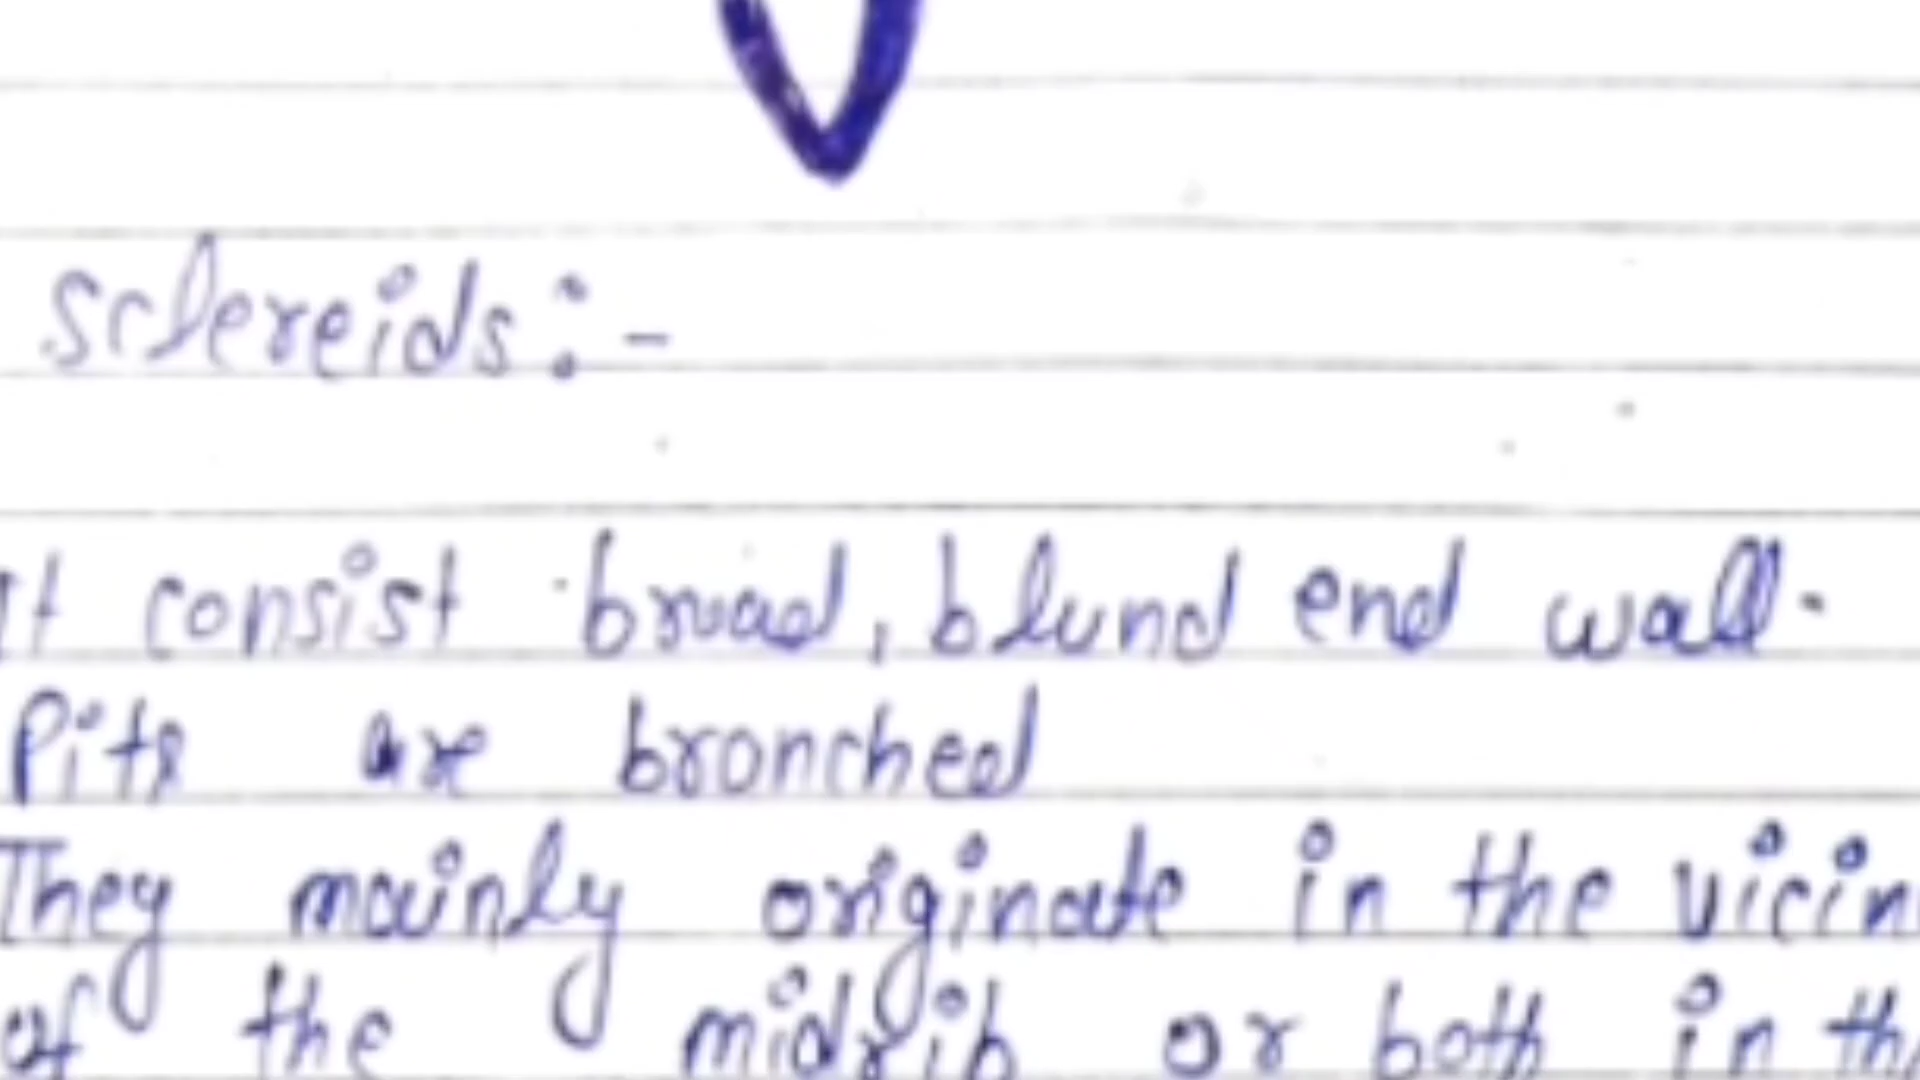 sclereids:-
It consist broad, blund end wall.
Pits are bronched
They mainly originate in the vicin
of the midrib or both in th